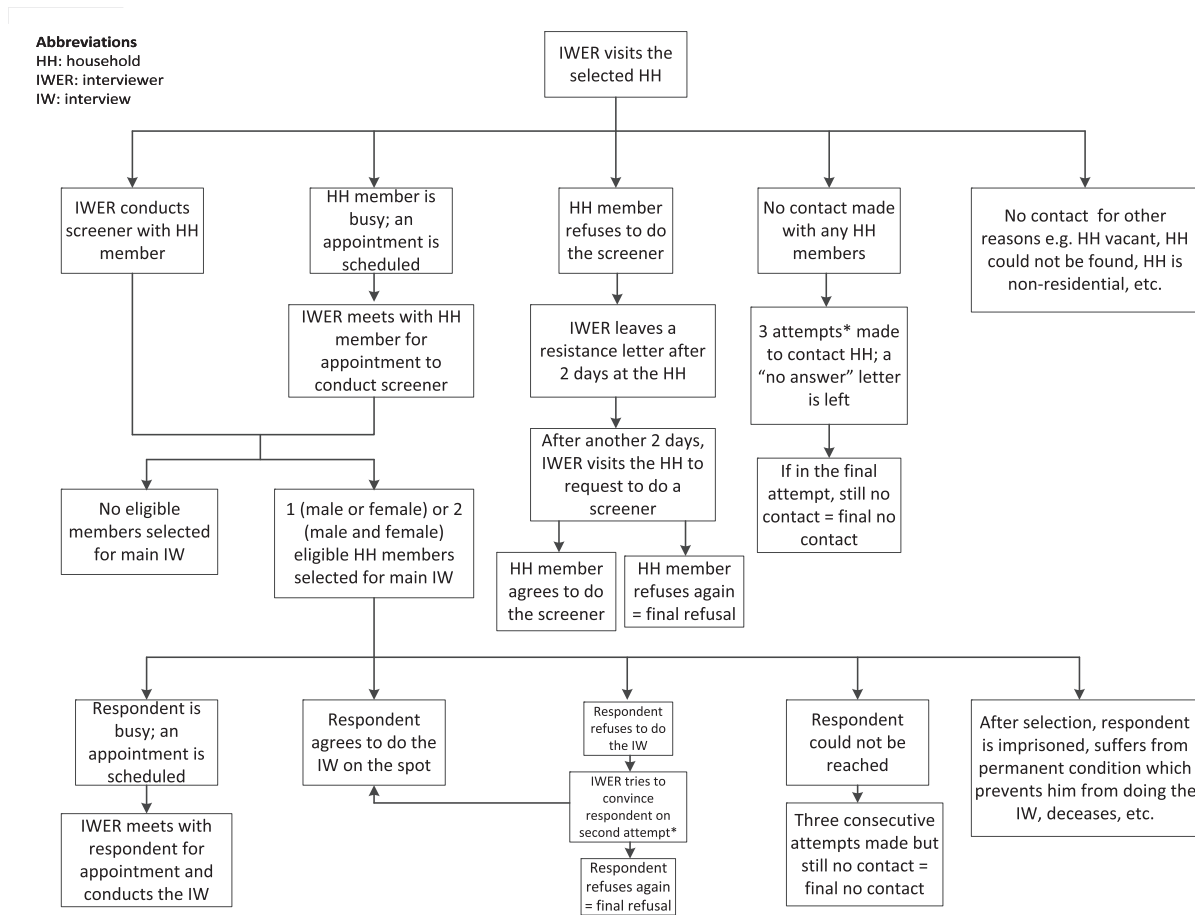 Abbreviations
HH: household
IWER: interviewer
IW: interview
IWER visits the
selected HH
IWER conducts
screener with HH
member
HH member is
busy; an
appointment is
scheduled
HH member
refuses to do
the screener
No contact made
with any HH
members
No contact for other
reasons e.g. HH vacant, HH
could not be found, HH is
non-residential, etc.
IWER meets with HH
member for
appointment to
conduct screener
IWER leaves a
resistance letter after
2 days at the HH
3 attempts* made
to contact HH; a
“no answer” letter
is left
After another 2 days,
IWER visits the HH to
request to do a
screener
If in the final
attempt, still no
contact = final no
contact
No eligible
members selected
for main IW
1 (male or female) or 2
(male and female)
eligible HH members
selected for main IW
HH member
agrees to do
the screener
HH member
refuses again
= final refusal
Respondent is
busy; an
appointment is
scheduled
Respondent
agrees to do the
IW on the spot
Respondent
refuses to do
the IW
Respondent
could not be
reached
After selection, respondent
is imprisoned, suffers from
permanent condition which
prevents him from doing the
IW, deceases, etc.
IWER meets with
respondent for
appointment and
conducts the IW
IWER tries to
convince
respondent on
second attempt*
Three consecutive
attempts made but
still no contact =
final no contact
Respondent
refuses again
= final refusal